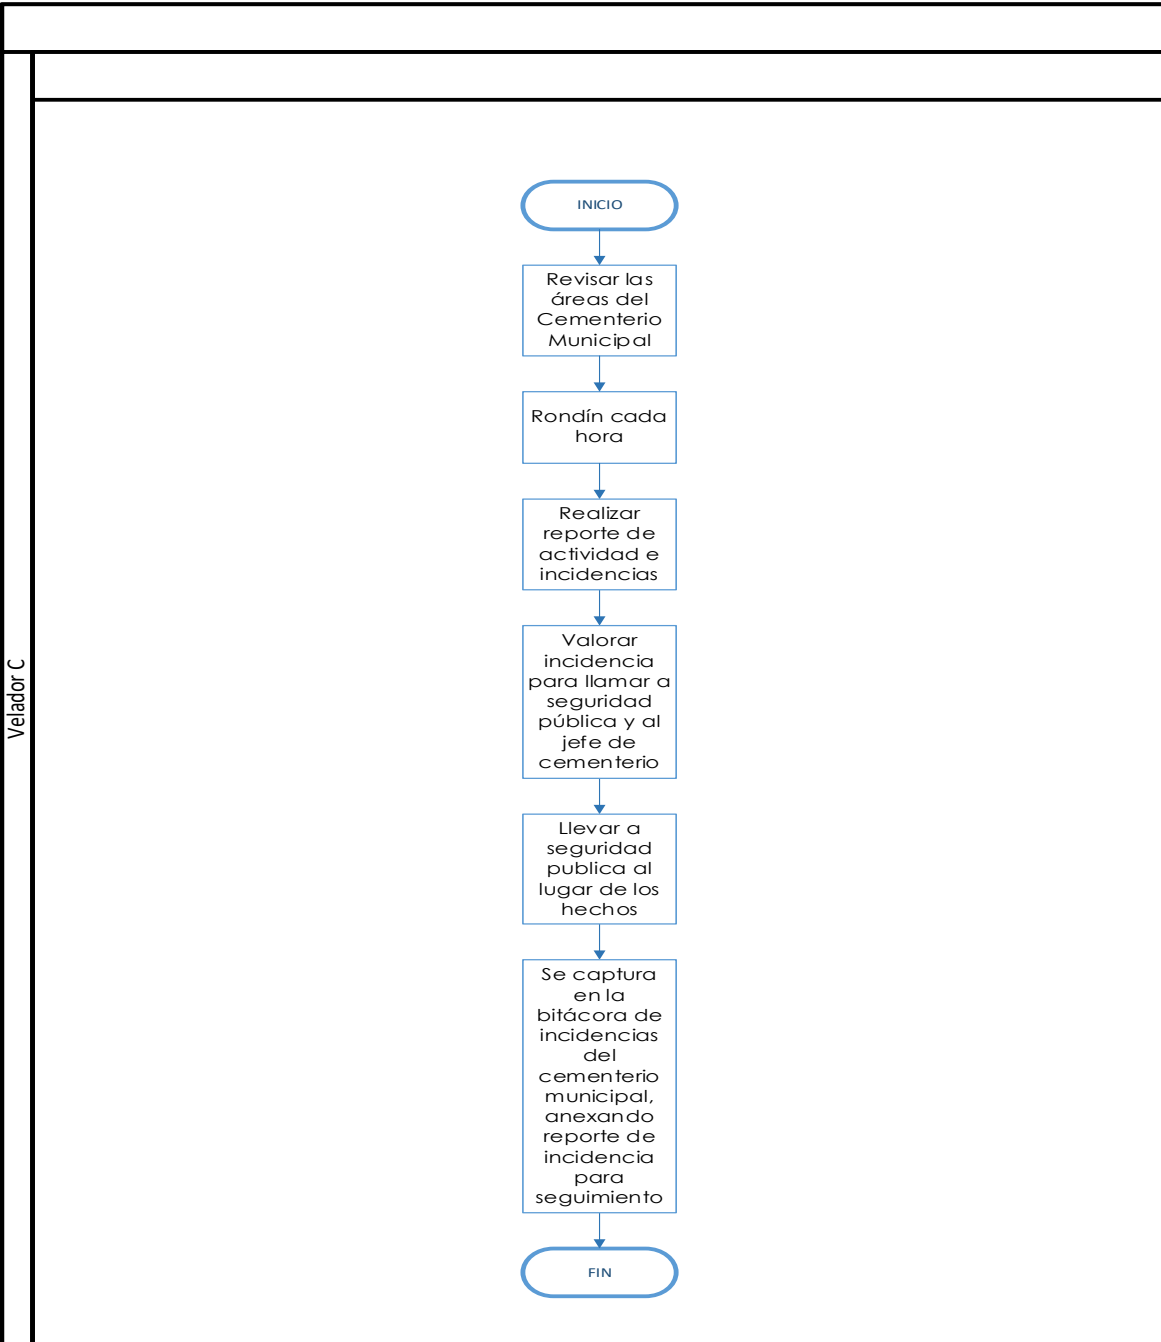 Velador C
INICIO
Revisar las
áreas del
Cementerio
Municipal
Rondín cada
hora
Realizar
reporte de
actividad e
incidencias
Valorar
incidencia
para llamar a
seguridad
pública y al
jefe de
cementerio
Llevar a
seguridad
publica al
lugar de los
hechos
Se captura
en la
bitácora de
incidencias
del
cementerio
municipal,
anexando
reporte de
incidencia
para
seguimiento
FIN